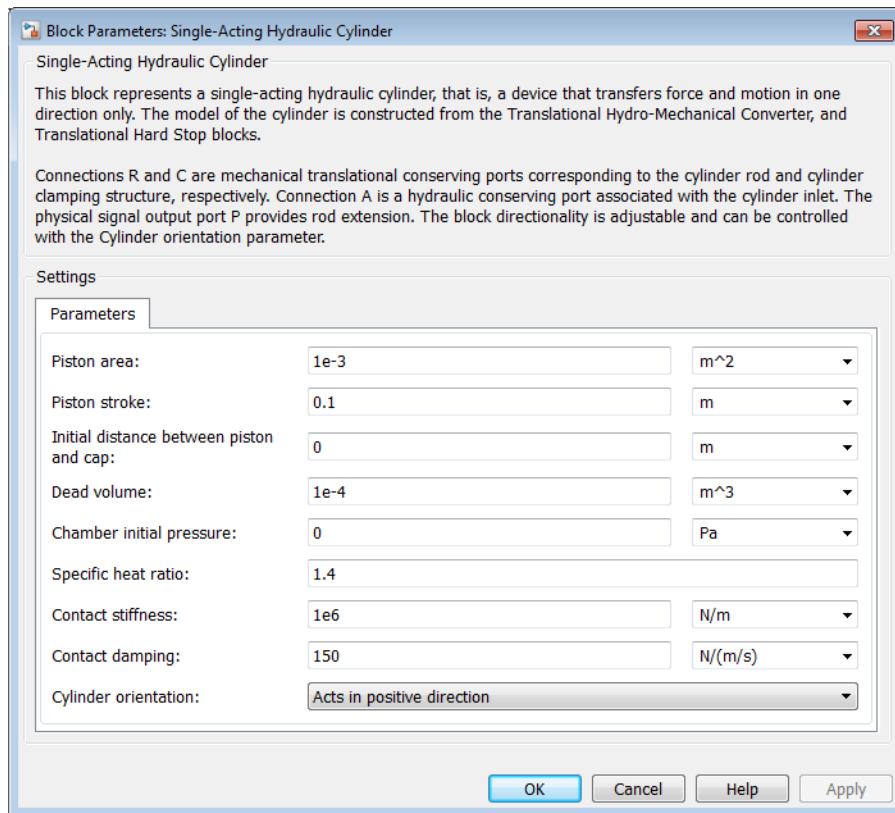 Block Parameters: Single-Acting Hydraulic Cylinder
Single-Acting Hydraulic Cylinder
This block represents a single-acting hydraulic cylinder, that is, a device that transfers force and motion in one
direction only. The model of the cylinder is constructed from the Translational Hydro-Mechanical Converter, and
Translational Hard Stop blocks.
Connections R and C are mechanical translational conserving ports corresponding to the cylinder rod and cylinder
clamping structure, respectively. Connection A is a hydraulic conserving port associated with the cylinder inlet. The
physical signal output port P provides rod extension. The block directionality is adjustable and can be controlled
with the Cylinder orientation parameter.
Settings
Parameters
Piston area: 1e-3 m^2
Piston stroke: 0.1 m
Initial distance between piston
and cap: 0 m
Dead volume: 1e-4 m^3
Chamber initial pressure: 0 Pa
Specific heat ratio: 1.4
Contact stiffness: 1e6 N/m
Contact damping: 150 N/(m/s)
Cylinder orientation: Acts in positive direction
OK Cancel Help Apply